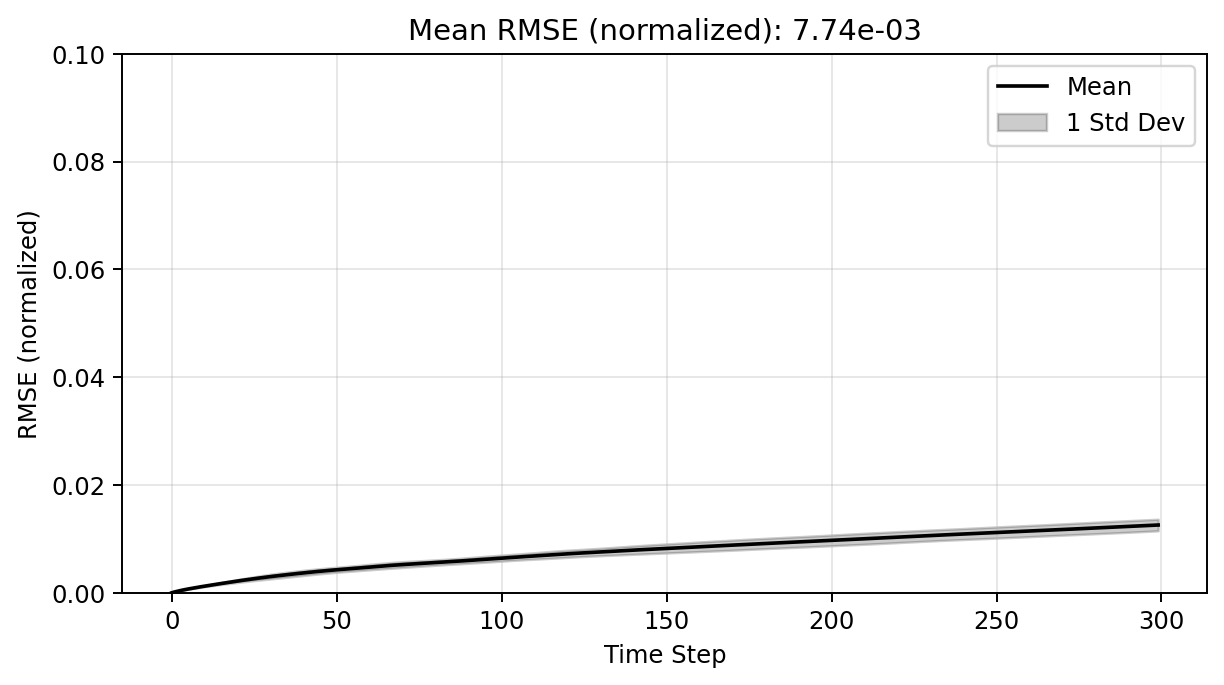 Mean RMSE (normalized): 7.74e-03
0.10
0.08
0.06
0.04
0.02
0.00
RMSE (normalized)
Mean
1 Std Dev
0 50 100 150 200 250 300
Time Step